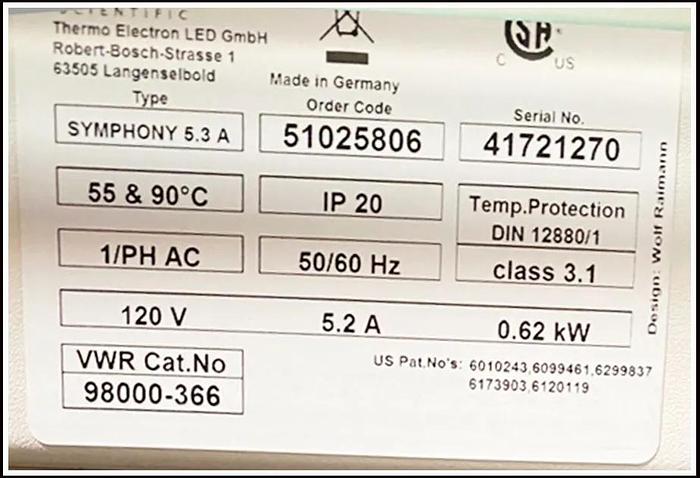 SCIENTIFIC
Thermo Electron LED GmbH
Robert-Bosch-Strasse 1
63505 Langenselbold
Made in Germany
C SA US
Type
Order Code
Serial No.
SYMPHONY 5.3 A
51025806
41721270
55 & 90°C
IP 20
Temp.Protection
DIN 12880/1
1/PH AC
50/60 Hz
class 3.1
120 V 5.2 A 0.62 kW
VWR Cat.No
98000-366
US Pat.No's: 6010243,6099461,6299837
6173903,6120119
Design: Wolf Raimann